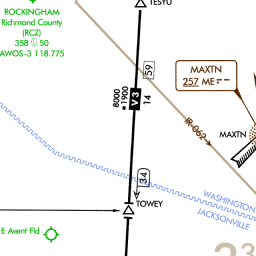 TESYU
ROCKINGHAM
Richmond County
(RCZ)
358 50
AWOS-3 118.775
59
8000
*1900
V3
14
MAXTN
257 ME
IR-062
MAXTN
34
TOWEY
WASHINGTON
JACKSONVILLE
E Avent Fld
23